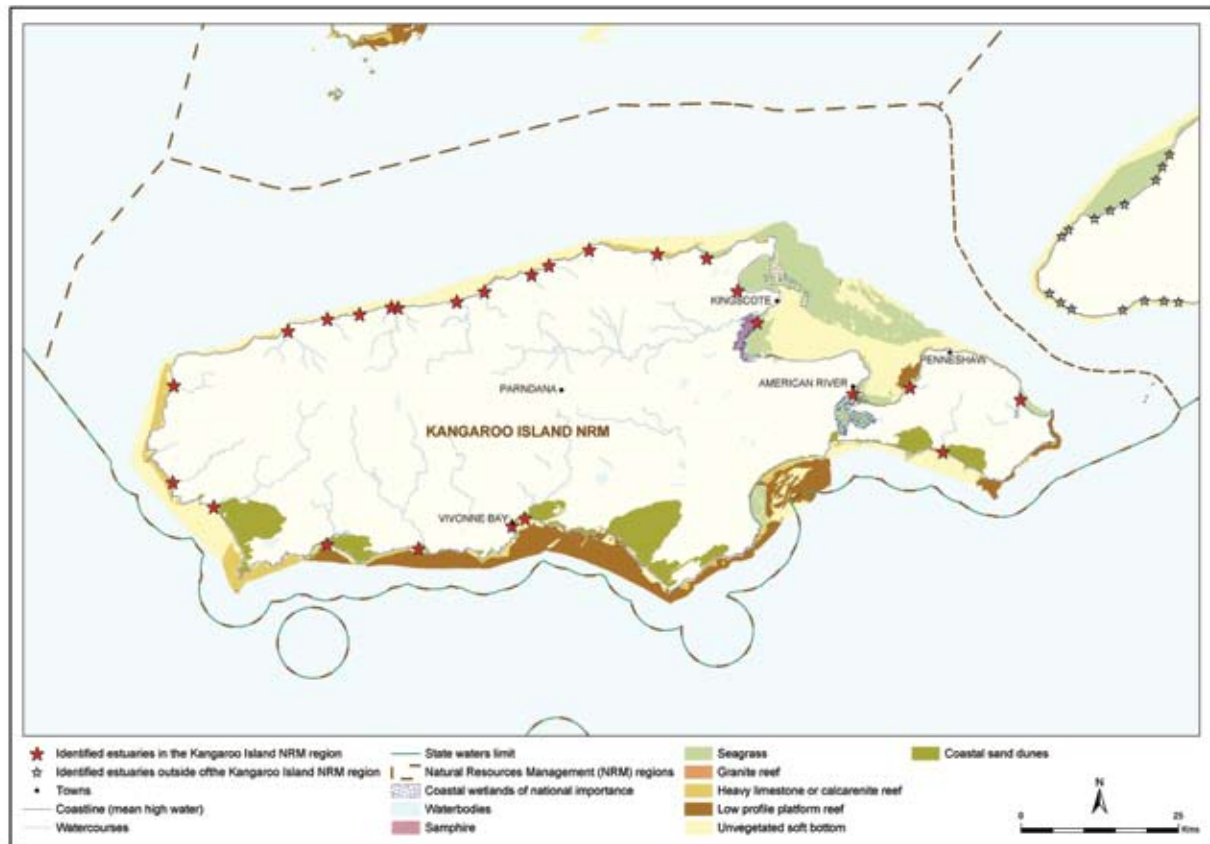 KINGSCOTE
PENNESHAW
AMERICAN RIVER
PARNDANA
KANGAROO ISLAND NRM
VIVONNE BAY
Identified estuaries in the Kangaroo Island NRM region
Identified estuaries outside ofthe Kangaroo Island NRM region
Towns
Coastline (mean high water)
Watercourses
State waters limit
Natural Resources Management (NRM) regions
Coastal wetlands of national importance
Waterbodies
Samphire
Seagrass
Granite reef
Heavy limestone or calcarenite reef
Low profile platform reef
Unvegetated soft bottom
Coastal sand dunes
N
0 25
Kms